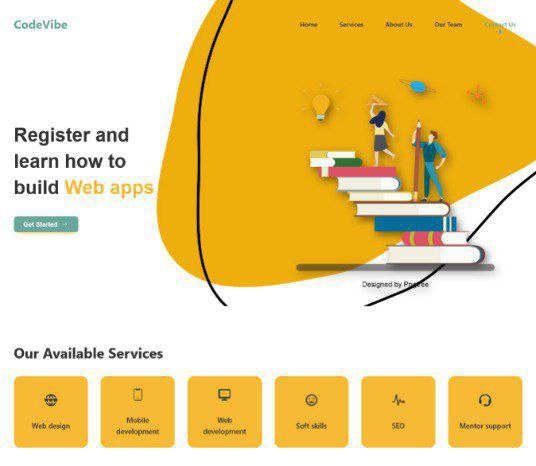 CodeVibe
Home Services About Us Our Team Contact Us
Register and
learn how to
build Web apps
Get Started →
Designed by Pngtree
Our Available Services
Web design
Mobile
development
Web
development
Soft skills
SEO
Mentor support